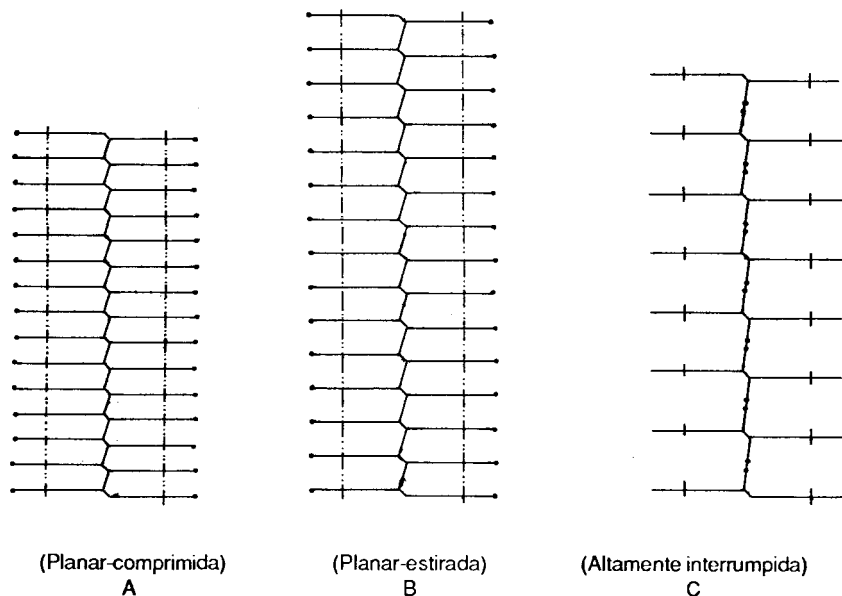 (Planar-comprimida)
A
(Planar-estirada)
B
(Altamente interrumpida)
C